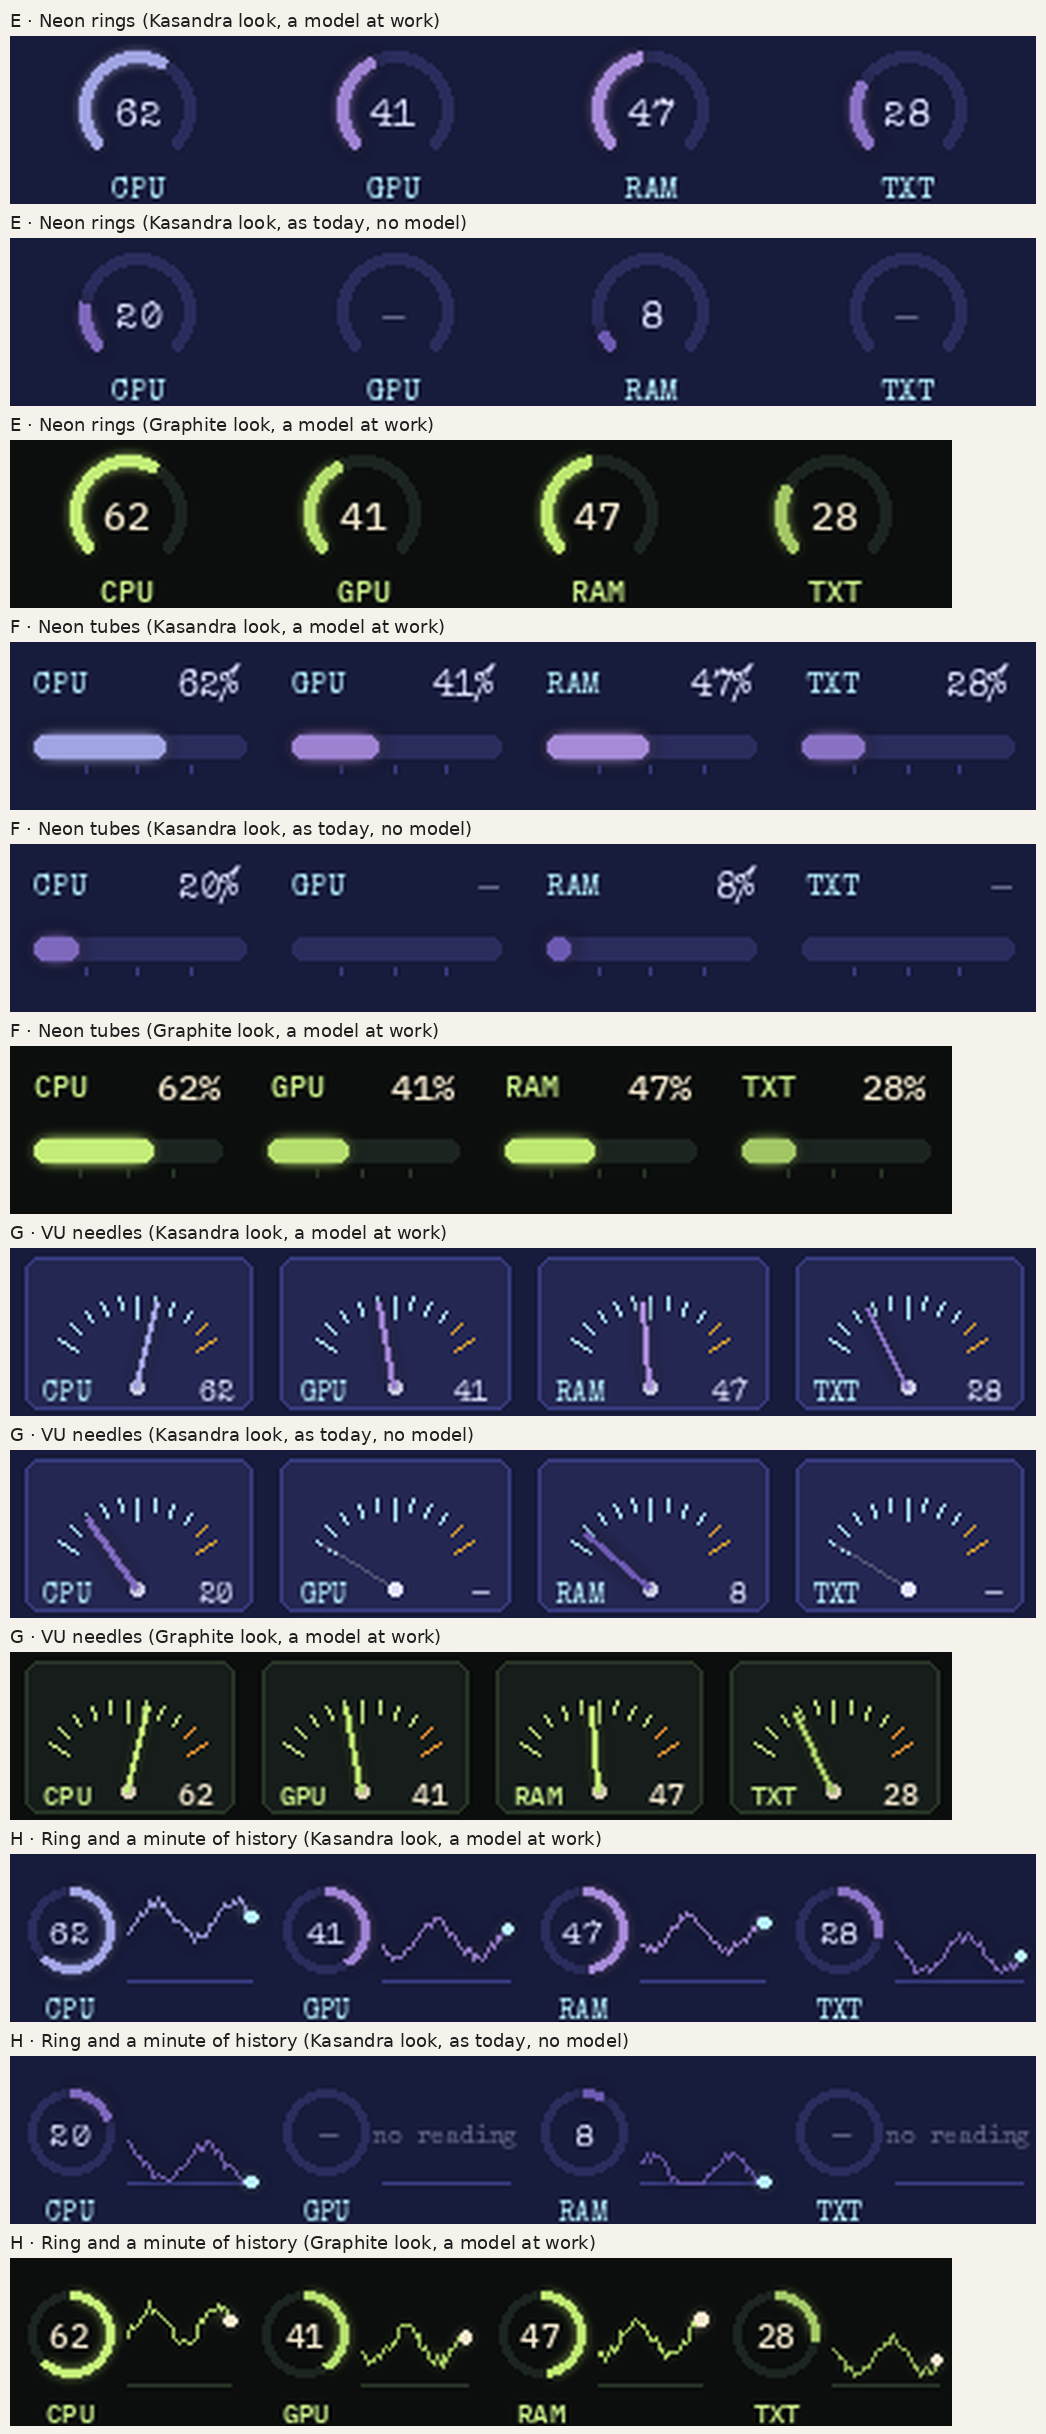 E · Neon rings (Kasandra look, a model at work)
62 41 47 28
CPU GPU RAM TXT
E · Neon rings (Kasandra look, as today, no model)
20 — 8 —
CPU GPU RAM TXT
E · Neon rings (Graphite look, a model at work)
62 41 47 28
CPU GPU RAM TXT
F · Neon tubes (Kasandra look, a model at work)
CPU 62% GPU 41% RAM 47% TXT 28%
F · Neon tubes (Kasandra look, as today, no model)
CPU 20% GPU — RAM 8% TXT —
F · Neon tubes (Graphite look, a model at work)
CPU 62% GPU 41% RAM 47% TXT 28%
G · VU needles (Kasandra look, a model at work)
CPU 62 GPU 41 RAM 47 TXT 28
G · VU needles (Kasandra look, as today, no model)
CPU 20 GPU — RAM 8 TXT —
G · VU needles (Graphite look, a model at work)
CPU 62 GPU 41 RAM 47 TXT 28
H · Ring and a minute of history (Kasandra look, a model at work)
62 41 47 28
CPU GPU RAM TXT
H · Ring and a minute of history (Kasandra look, as today, no model)
20 — no reading 8 — no reading
CPU GPU RAM TXT
H · Ring and a minute of history (Graphite look, a model at work)
62 41 47 28
CPU GPU RAM TXT